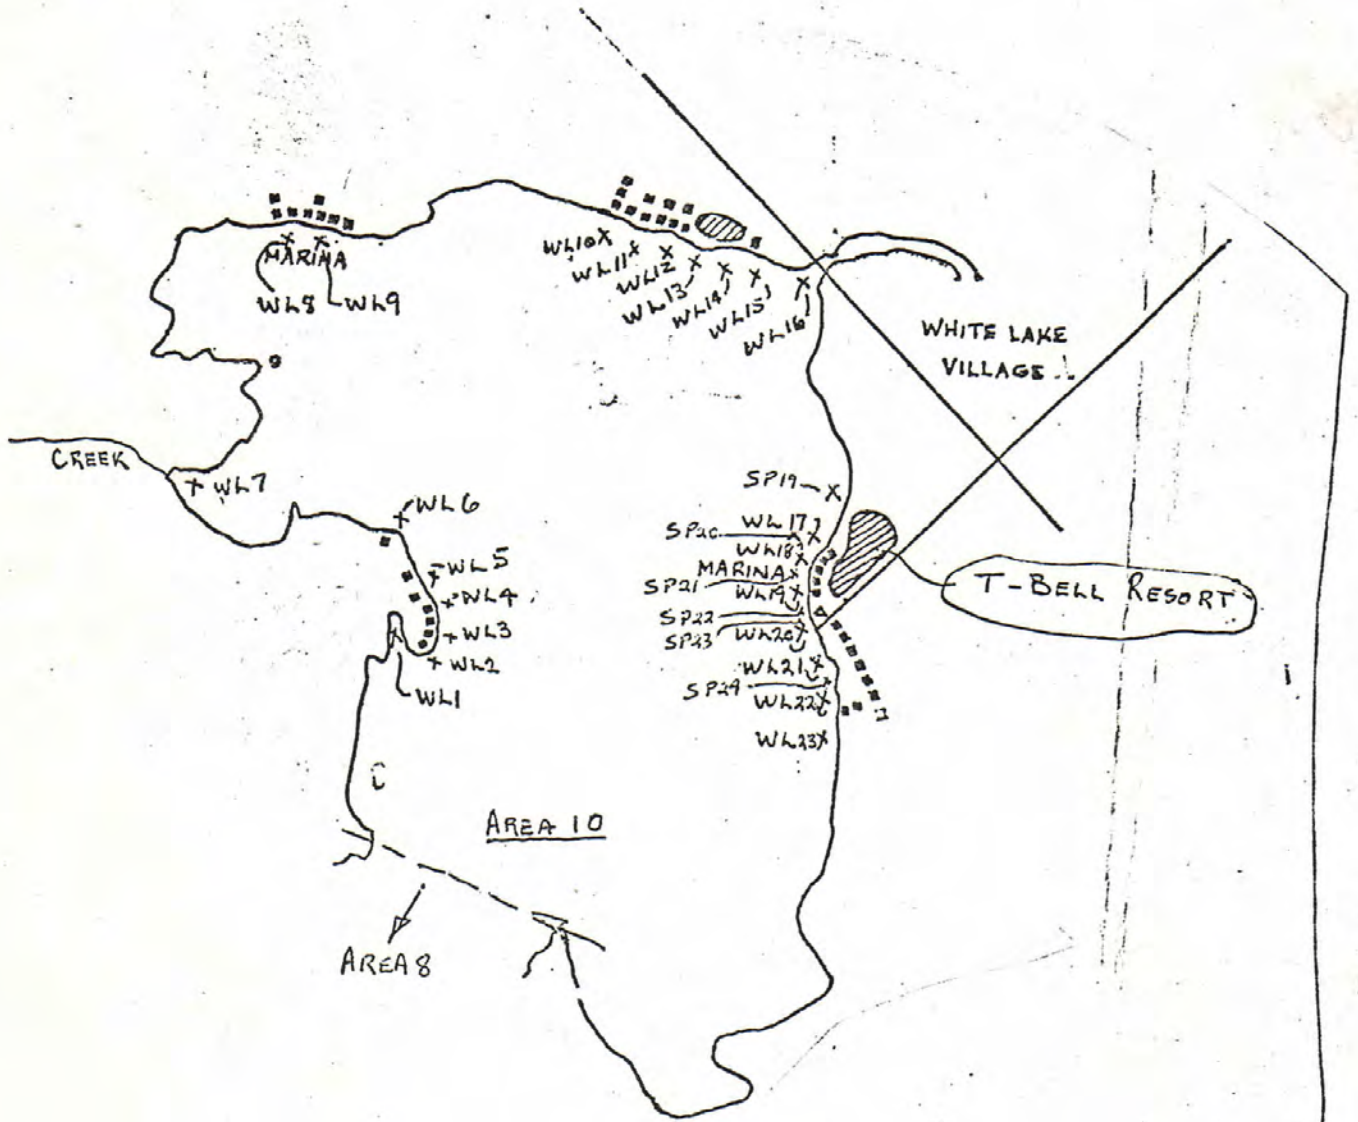 MARINA
WL8
WL9
WL10
WL11
WL12
WL13
WL14
WL15
WL16
WHITE LAKE
VILLAGE
CREEK
WL7
WL6
WL5
WL4
WL3
WL2
WL1
SP19
WL17
SP20
WL18
MARINA
SP21
WL19
SP22
WL20
SP23
WL21
SP24
WL22
WL23
T-BELL RESORT
AREA 10
AREA 8